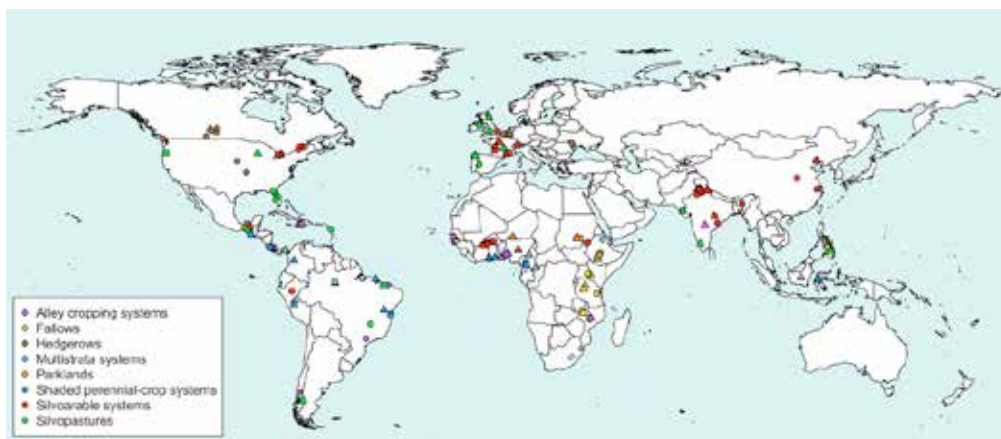 Alley cropping systems
Fallows
Hedgerows
Multistrata systems
Parklands
Shaded perennial-crop systems
Silvoarable systems
Silvopastures